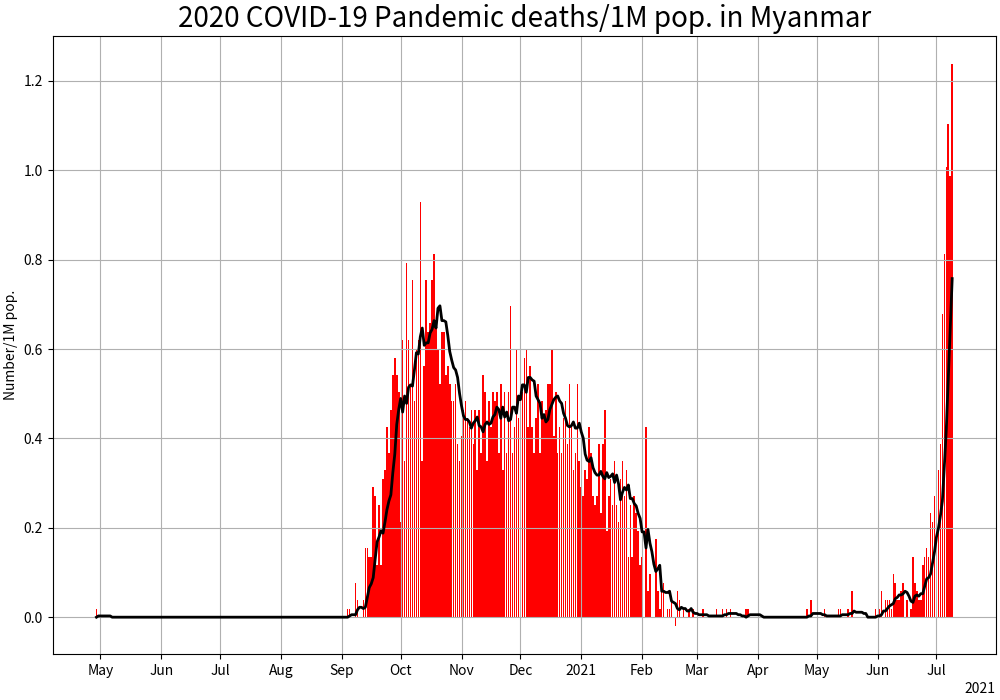 2020 COVID-19 Pandemic deaths/1M pop. in Myanmar
Number/1M pop.
1.2
1.0
0.8
0.6
0.4
0.2
0.0
May Jun Jul Aug Sep Oct Nov Dec 2021 Feb Mar Apr May Jun Jul
2021